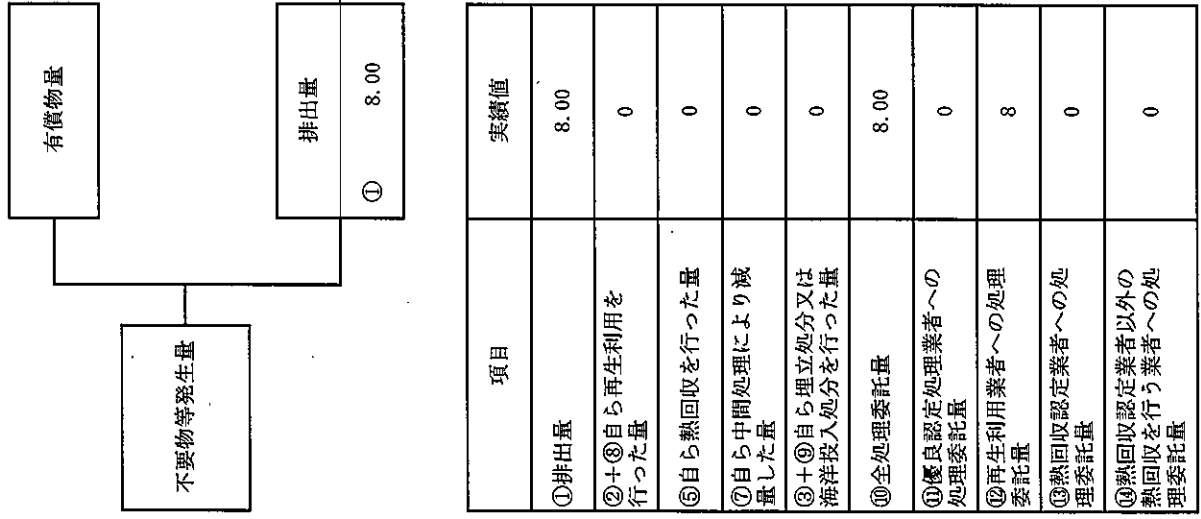 有償物量
不要物等発生量
排出量
① 8.00
項目 実績値
①排出量 8.00
②+⑧自ら再生利用を
行った量 0
⑤自ら熱回収を行った量 0
⑦自ら中間処理により減
量した量 0
③+⑨自ら埋立処分又は
海洋投入処分を行った量 0
⑩全処理委託量 8.00
⑪優良認定処理業者への
処理委託量 0
⑫再生利用業者への処理
委託量 8
⑬熱回収認定業者への処
理委託量 0
⑭熱回収認定業者以外の
熱回収を行う業者への処
理委託量 0